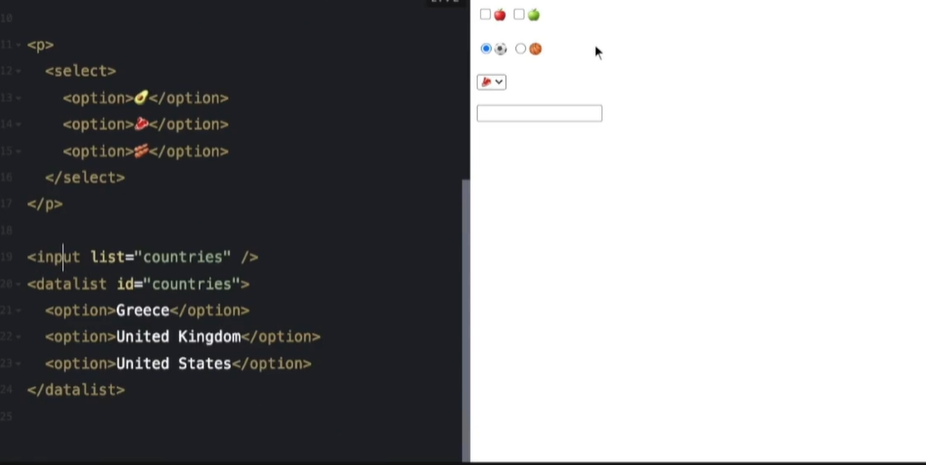 10
11 <p>
12 <select>
13 <option>🥑</option>
14 <option>🥩</option>
15 <option>🥓</option>
16 </select>
17 </p>
18
19 <input list="countries" />
20 <datalist id="countries">
21 <option>Greece</option>
22 <option>United Kingdom</option>
23 <option>United States</option>
24 </datalist>
25